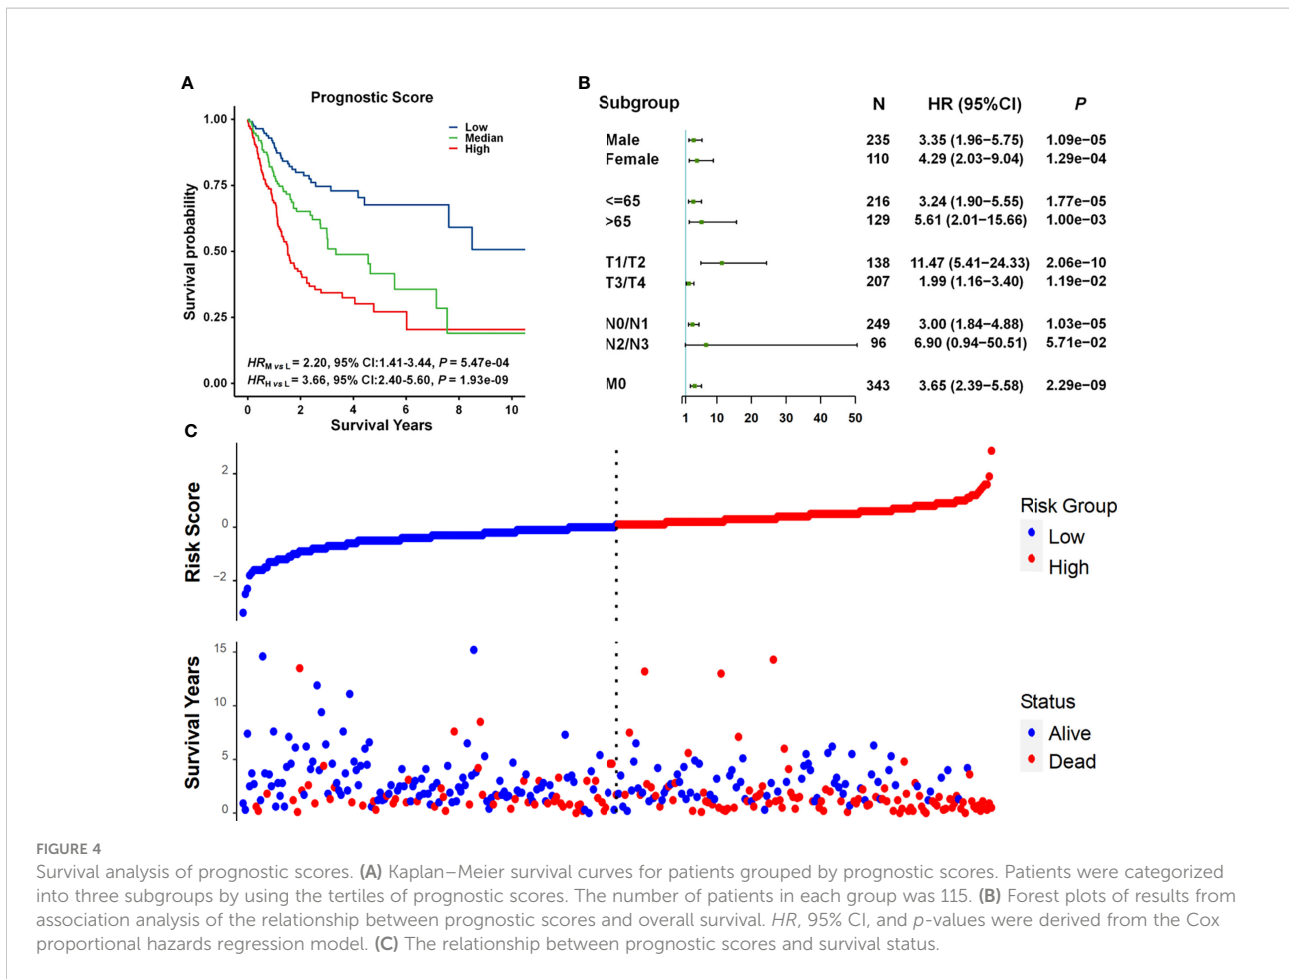 A
Prognostic Score
Low
Median
High
Survival probability
1.00
0.75
0.50
0.25
0.00
HR M vs L = 2.20, 95% CI:1.41-3.44, P = 5.47e-04
HR H vs L = 3.66, 95% CI:2.40-5.60, P = 1.93e-09
0 2 4 6 8 10
Survival Years
B
Subgroup N HR (95%CI) P
Male 235 3.35 (1.96−5.75) 1.09e−05
Female 110 4.29 (2.03−9.04) 1.29e−04
<=65 216 3.24 (1.90−5.55) 1.77e−05
>65 129 5.61 (2.01−15.66) 1.00e−03
T1/T2 138 11.47 (5.41−24.33) 2.06e−10
T3/T4 207 1.99 (1.16−3.40) 1.19e−02
N0/N1 249 3.00 (1.84−4.88) 1.03e−05
N2/N3 96 6.90 (0.94−50.51) 5.71e−02
M0 343 3.65 (2.39−5.58) 2.29e−09
1 10 20 30 40 50
C
Risk Score
2
0
−2
Risk Group
Low
High
Survival Years
15
10
5
0
Status
Alive
Dead
FIGURE 4
Survival analysis of prognostic scores. (A) Kaplan–Meier survival curves for patients grouped by prognostic scores. Patients were categorized
into three subgroups by using the tertiles of prognostic scores. The number of patients in each group was 115. (B) Forest plots of results from
association analysis of the relationship between prognostic scores and overall survival. HR, 95% CI, and p-values were derived from the Cox
proportional hazards regression model. (C) The relationship between prognostic scores and survival status.